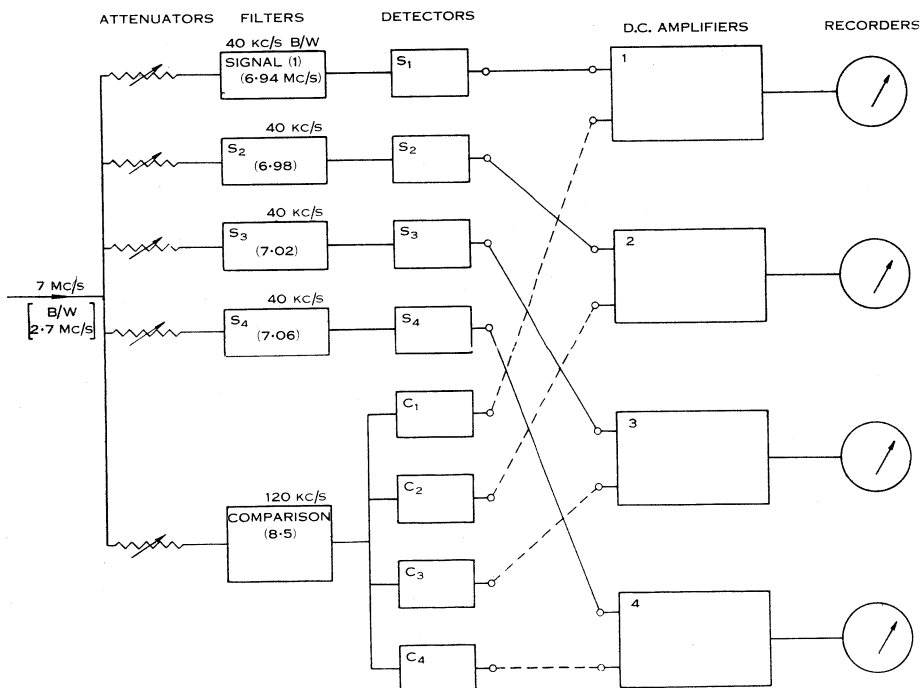 ATTENUATORS FILTERS DETECTORS D.C. AMPLIFIERS RECORDERS
40 KC/S B/W
SIGNAL (1)
(6·94 MC/S)
S1
1
40 KC/S
S2
(6·98)
S2
2
40 KC/S
S3
(7·02)
S3
7 MC/S
[B/W
2·7 MC/S]
40 KC/S
S4
(7·06)
S4
C1
3
C2
120 KC/S
COMPARISON
(8·5)
C3
4
C4